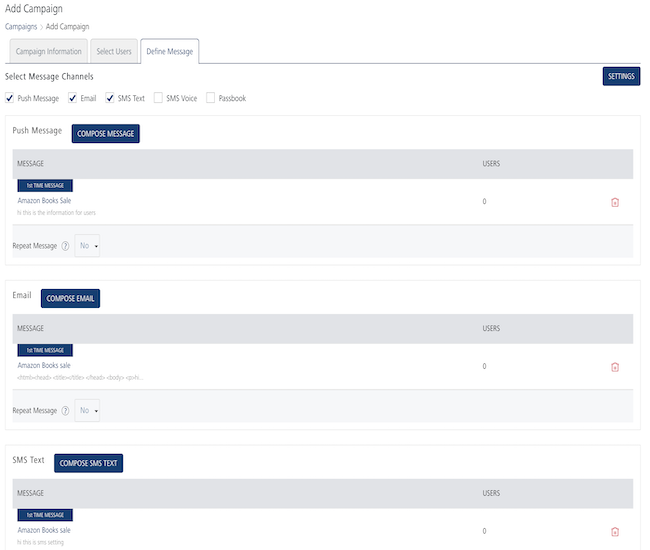 Add Campaign
Campaigns > Add Campaign
Campaign Information Select Users Define Message
Select Message Channels SETTINGS
Push Message Email SMS Text SMS Voice Passbook
Push Message COMPOSE MESSAGE
MESSAGE USERS
1st TIME MESSAGE
Amazon Books Sale 0
hi this is the information for users
Repeat Message ? No
Email COMPOSE EMAIL
MESSAGE USERS
1st TIME MESSAGE
Amazon Books sale 0
<html><head> <title></title> </head> <body> <p>hi...
Repeat Message ? No
SMS Text COMPOSE SMS TEXT
MESSAGE USERS
1st TIME MESSAGE
Amazon Books sale 0
hi this is sms setting